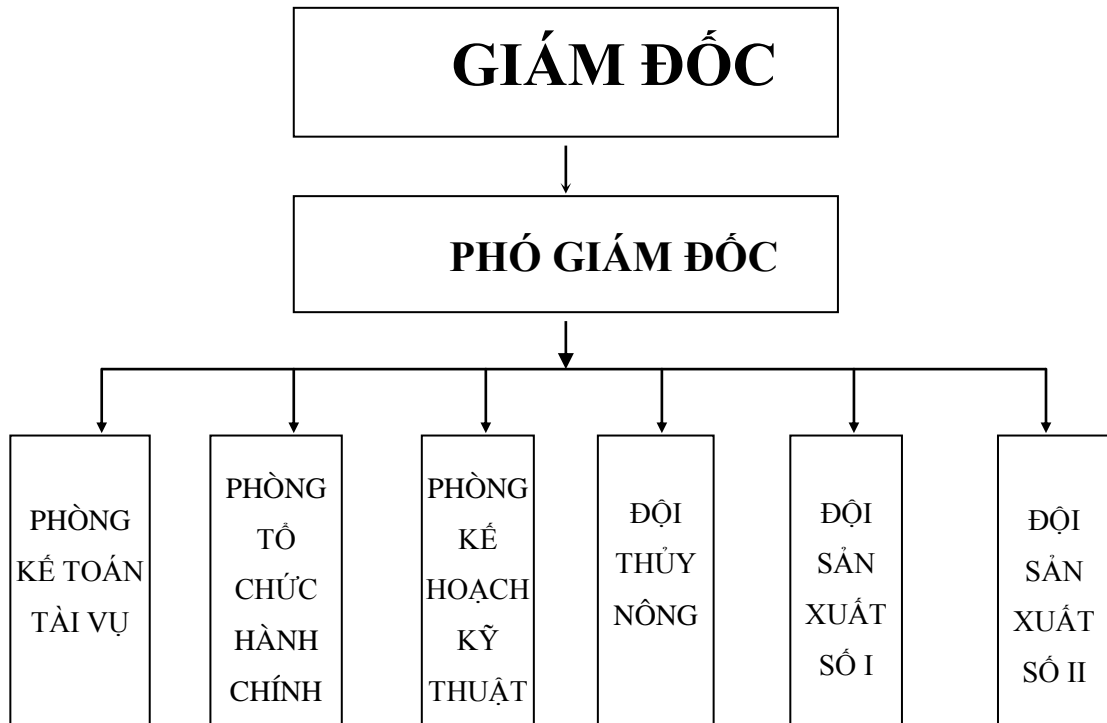 GIÁM ĐỐC
PHÓ GIÁM ĐỐC
PHÒNG
KẾ TOÁN
TÀI VỤ
PHÒNG
TỔ
CHỨC
HÀNH
CHÍNH
PHÒNG
KẾ
HOẠCH
KỸ
THUẬT
ĐỘI
THỦY
NÔNG
ĐỘI
SẢN
XUẤT
SỐ I
ĐỘI
SẢN
XUẤT
SỐ II